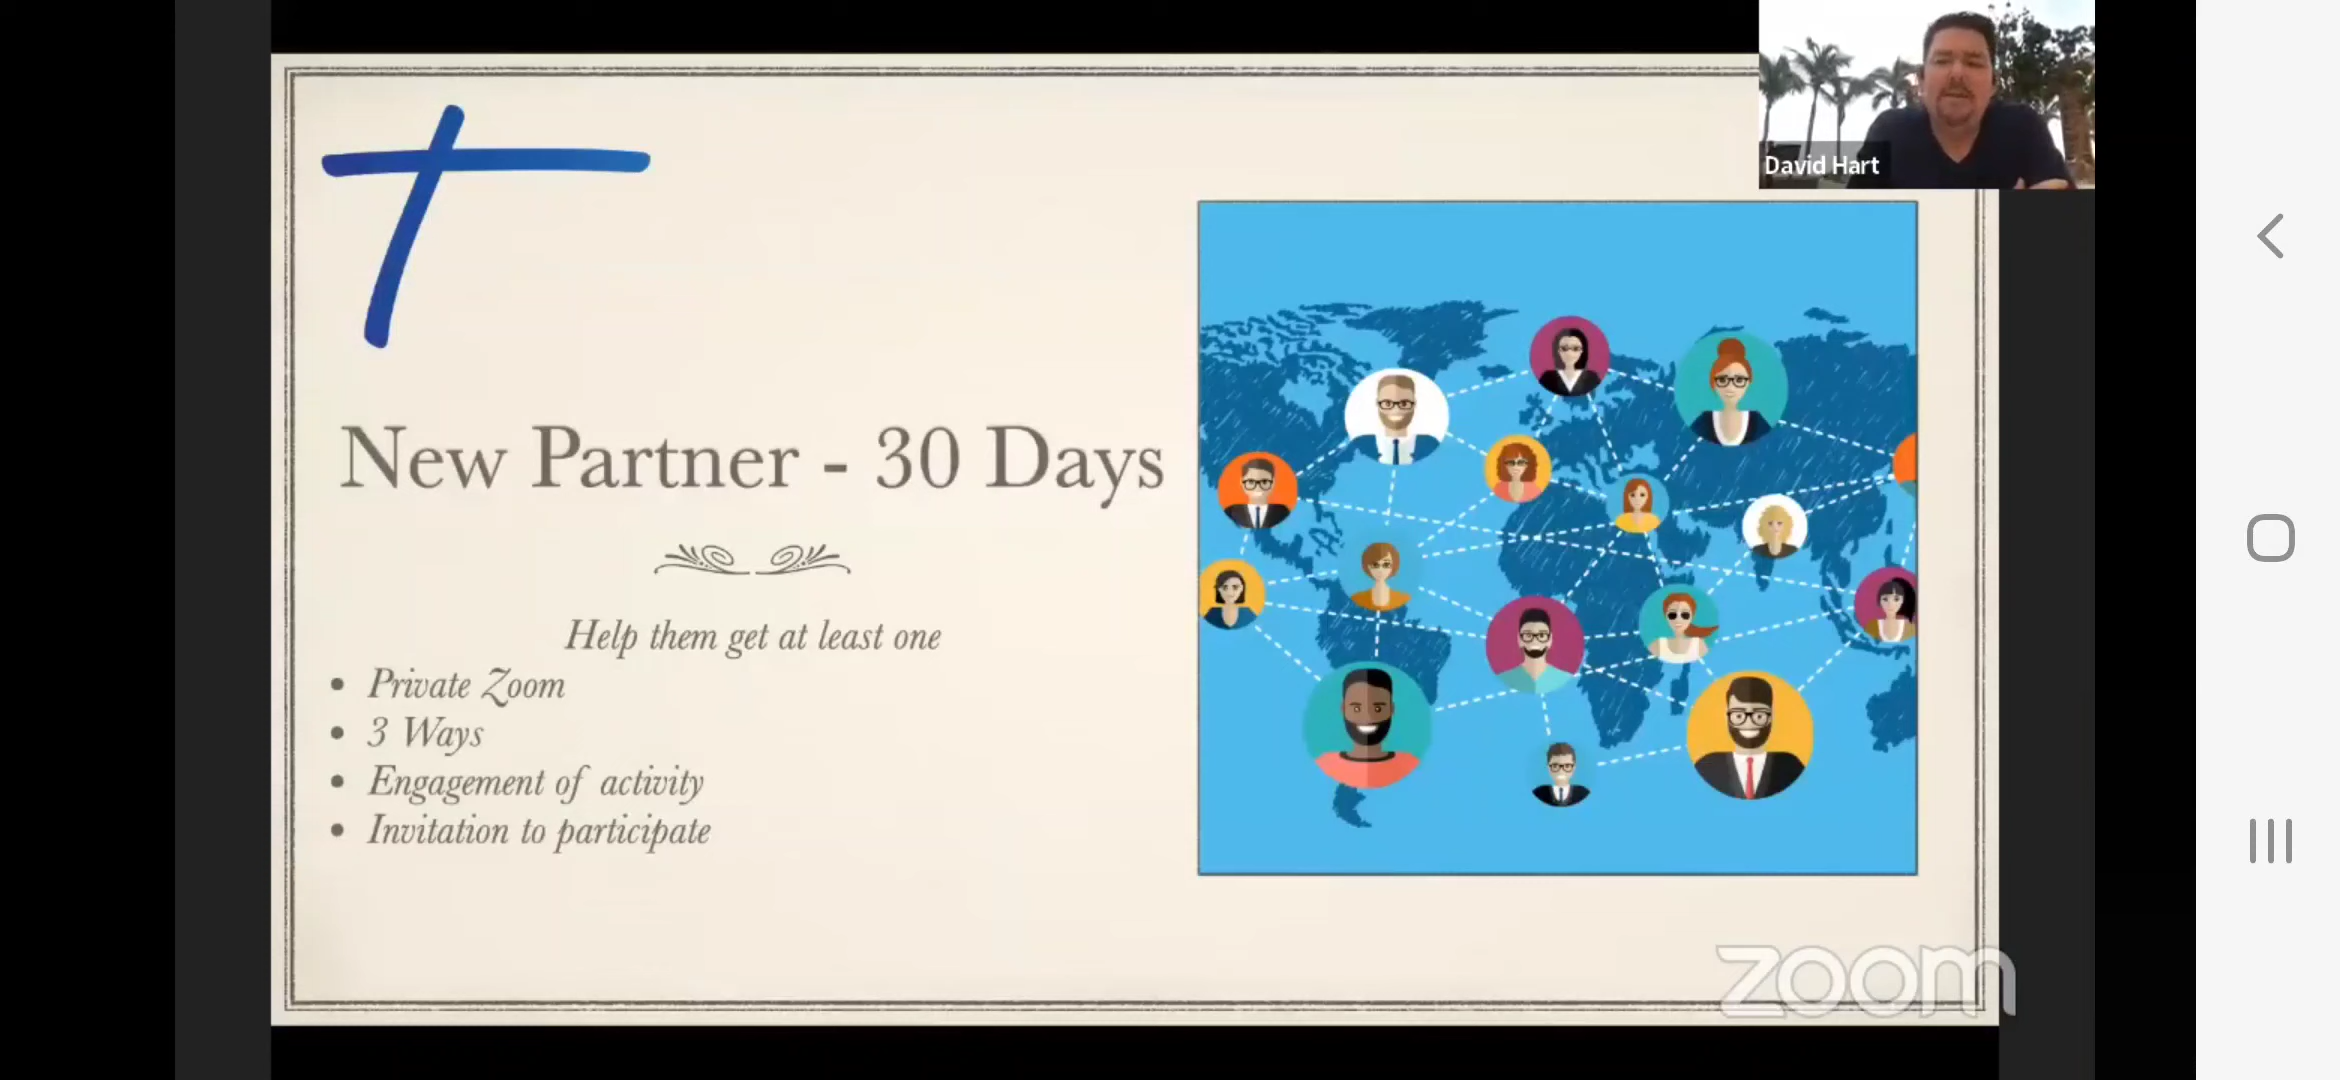 David Hart
New Partner - 30 Days
Help them get at least one
• Private Zoom
• 3 Ways
• Engagement of activity
• Invitation to participate
zoom